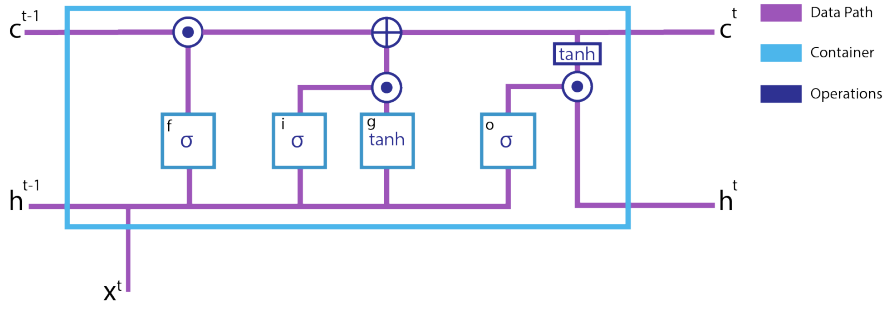 c t-1
c t
Data Path
tanh
Container
Operations
f
σ
i
σ
g
tanh
o
σ
h t-1
h t
x t